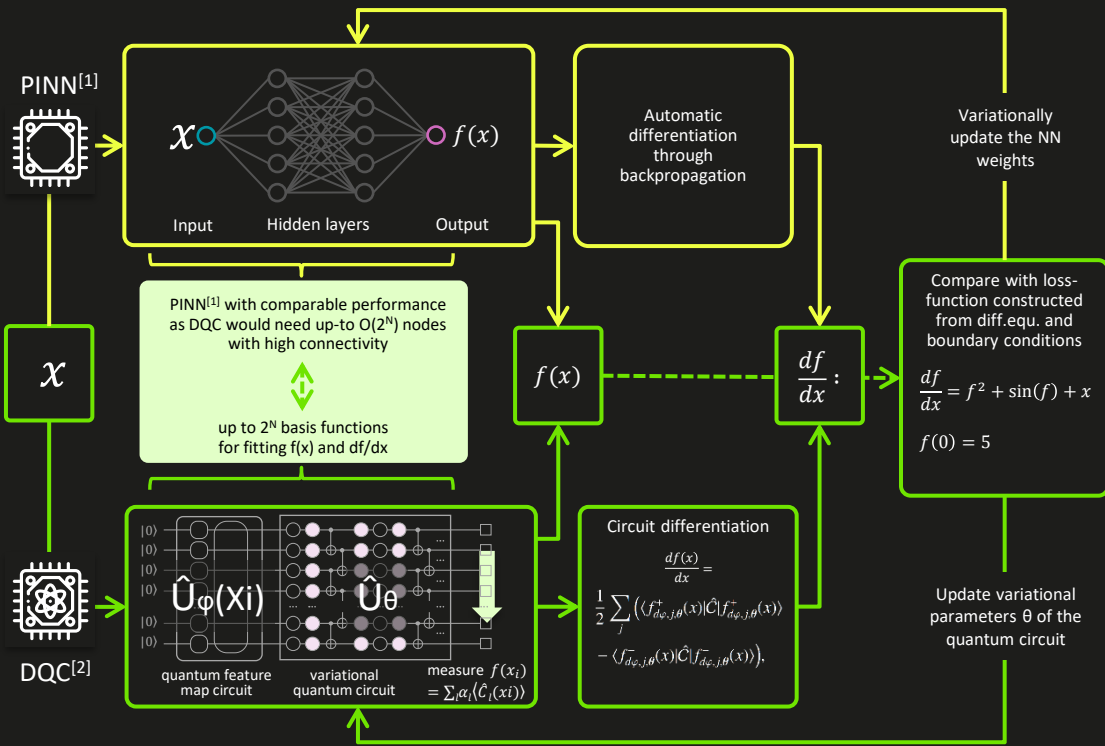 PINN[1]
x
f(x)
Input
Hidden layers
Output
Automatic
differentiation
through
backpropagation
Variationally
update the NN
weights
PINN[1] with comparable performance
as DQC would need up-to O(2^N) nodes
with high connectivity
up to 2^N basis functions
for fitting f(x) and df/dx
x
f(x)
df/dx :
Compare with loss-
function constructed
from diff.equ. and
boundary conditions
df/dx = f² + sin(f) + x
f(0) = 5
DQC[2]
|0⟩
|0⟩
|0⟩
|0⟩
|0⟩
|0⟩
Ûφ(Xi)
Ûθ
...
...
...
...
...
...
quantum feature
map circuit
variational
quantum circuit
measure f(xᵢ)
= ∑ₗαₗ⟨Ĉₗ(xi)⟩
Circuit differentiation
df(x)/dx =
1/2 ∑_j (⟨f⁺_{dφ,j,θ}(x)|Ĉ|f⁺_{dφ,j,θ}(x)⟩
− ⟨f⁻_{dφ,j,θ}(x)|Ĉ|f⁻_{dφ,j,θ}(x)⟩),
Update variational
parameters θ of the
quantum circuit